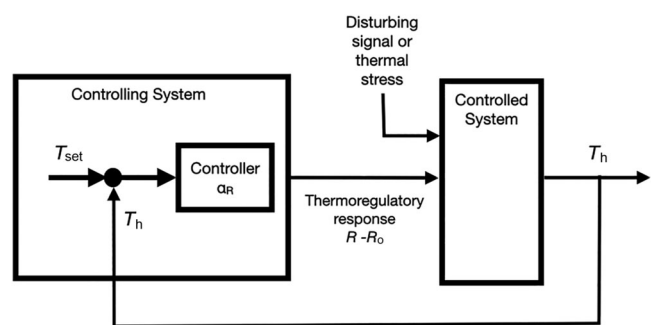 Disturbing
signal or
thermal
stress
Controlling System
Controlled
System
Tset
Controller
αR
Th
Th
Thermoregulatory
response
R -Ro